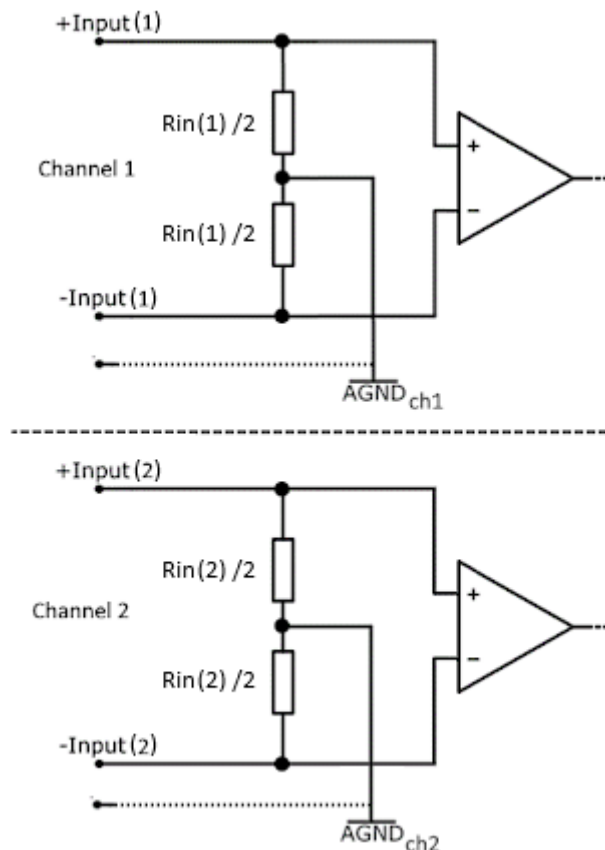 +Input(1)
Rin(1)/2
Channel 1
+
Rin(1)/2
−
-Input(1)
AGND ch1
+Input(2)
Rin(2)/2
Channel 2
+
Rin(2)/2
−
-Input(2)
AGND ch2